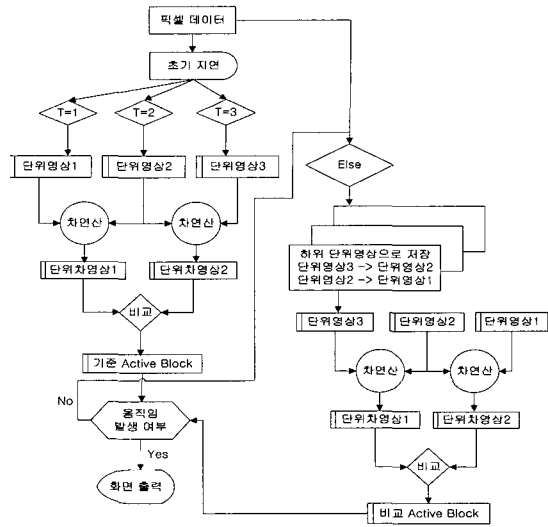 픽셀 데이터
초기 지연
T=1
T=2
T=3
단위영상1
단위영상2
단위영상3
차연산
차연산
단위차영상1
단위차영상2
비교
기준 Active Block
No
움직임
발생 여부
Yes
화면 출력
Else
하위 단위영상으로 저장
단위영상3 -> 단위영상2
단위영상2 -> 단위영상1
단위영상3
단위영상2
단위영상1
차연산
차연산
단위차영상1
단위차영상2
비교
비교 Active Block